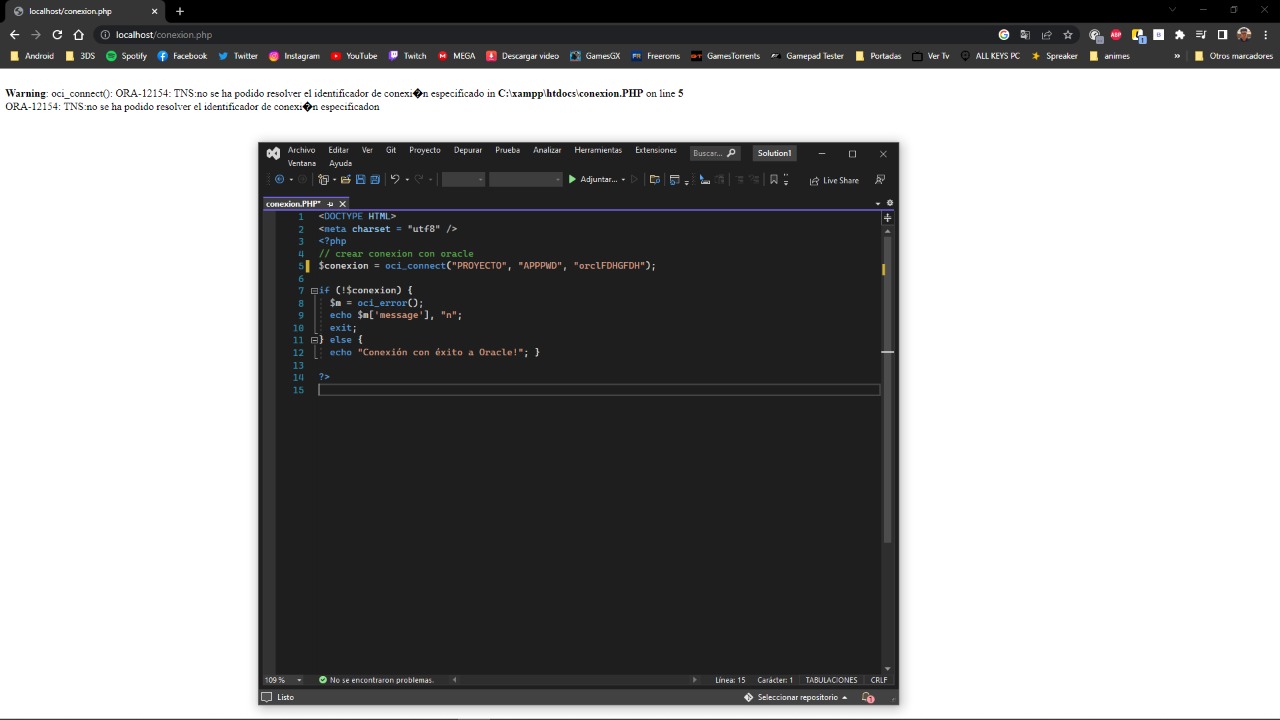 localhost/conexion.php
localhost/conexion.php
Android 3DS Spotify Facebook Twitter Instagram YouTube Twitch MEGA Descargar video GamesGX Freeroms GamesTorrents Gamepad Tester Portadas Ver Tv ALL KEYS PC Spreaker animes » Otros marcadores
Warning: oci_connect(): ORA-12154: TNS:no se ha podido resolver el identificador de conexi�n especificado in C:\xampp\htdocs\conexion.PHP on line 5
ORA-12154: TNS:no se ha podido resolver el identificador de conexi�n especificadon
Archivo Editar Ver Git Proyecto Depurar Prueba Analizar Herramientas Extensiones Buscar... Solution1
Ventana Ayuda
Adjuntar... Live Share
conexion.PHP*
1 <DOCTYPE HTML>
2 <meta charset = "utf8" />
3 <?php
4 // crear conexion con oracle
5 $conexion = oci_connect("PROYECTO", "APPPWD", "orclFDHGFDH");
6
7 if (!$conexion) {
8 $m = oci_error();
9 echo $m['message'], "n";
10 exit;
11 } else {
12 echo "Conexión con éxito a Oracle!"; }
13
14 ?>
15
109 % No se encontraron problemas. Línea: 15 Carácter: 1 TABULACIONES CRLF
Listo Seleccionar repositorio 1